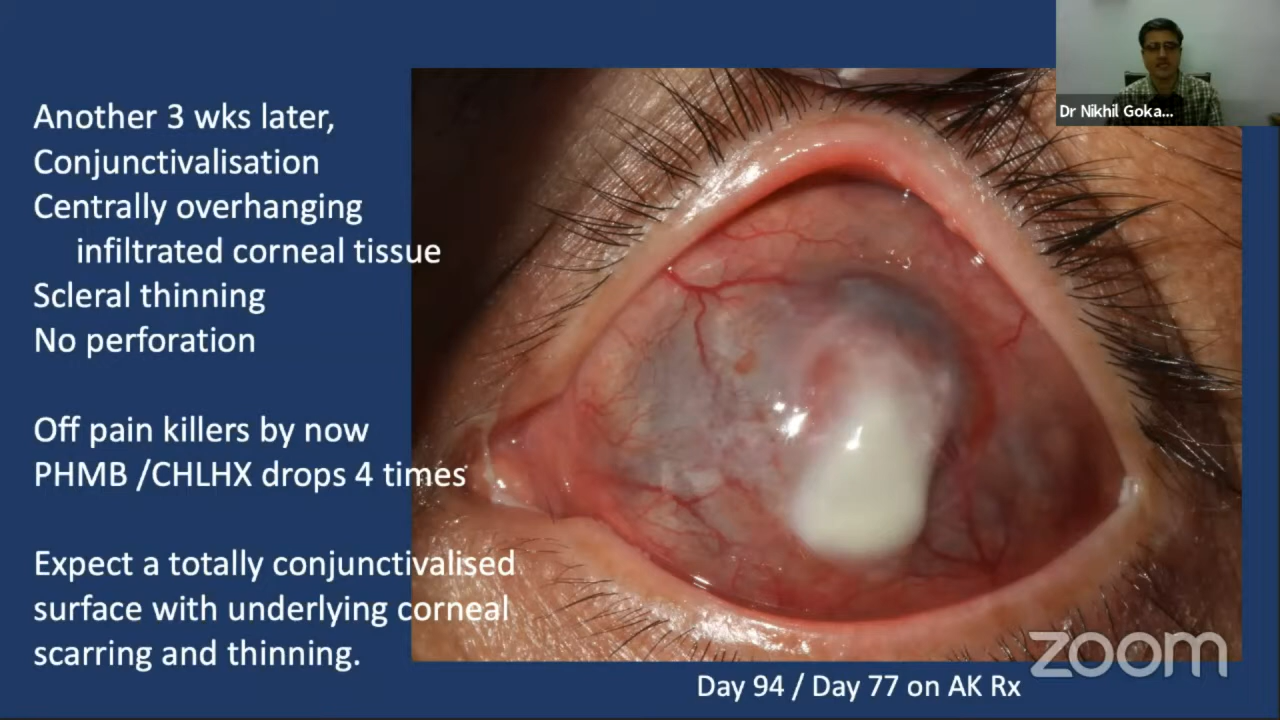 Dr Nikhil Goka...
Another 3 wks later,
Conjunctivalisation
Centrally overhanging
infiltrated corneal tissue
Scleral thinning
No perforation
Off pain killers by now
PHMB /CHLHX drops 4 times
Expect a totally conjunctivalised
surface with underlying corneal
scarring and thinning.
zoom
Day 94 / Day 77 on AK Rx